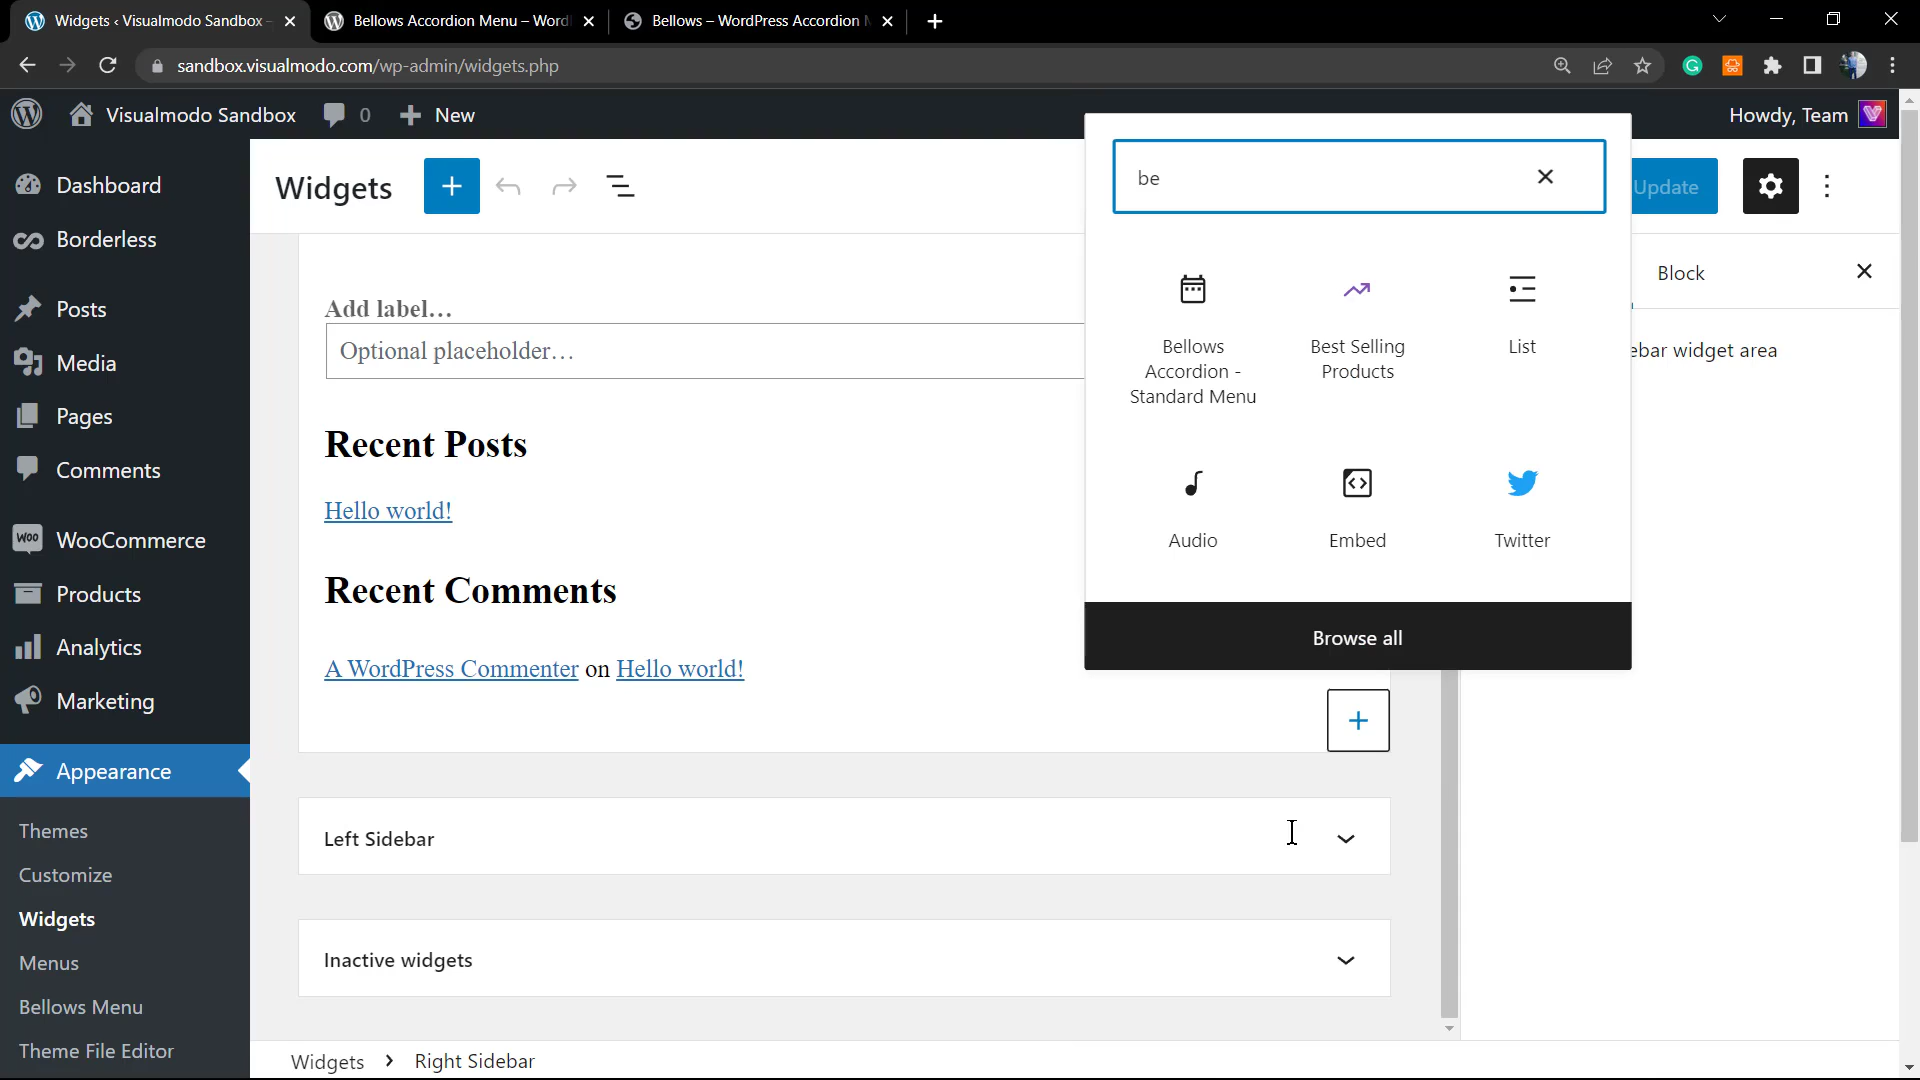 Widgets ‹ Visualmodo Sandbox -
Bellows Accordion Menu – Word
Bellows – WordPress Accordion M
sandbox.visualmodo.com/wp-admin/widgets.php
Visualmodo Sandbox
0
New
Howdy, Team
Dashboard
Borderless
Posts
Media
Pages
Comments
WooCommerce
Products
Analytics
Marketing
Appearance
Themes
Customize
Widgets
Menus
Bellows Menu
Theme File Editor
Widgets
Update
Add label...
Optional placeholder...
Recent Posts
Hello world!
Recent Comments
A WordPress Commenter on Hello world!
be
Bellows
Accordion -
Standard Menu
Best Selling
Products
List
Audio
Embed
Twitter
Browse all
Block
ebar widget area
Left Sidebar
Inactive widgets
Widgets > Right Sidebar